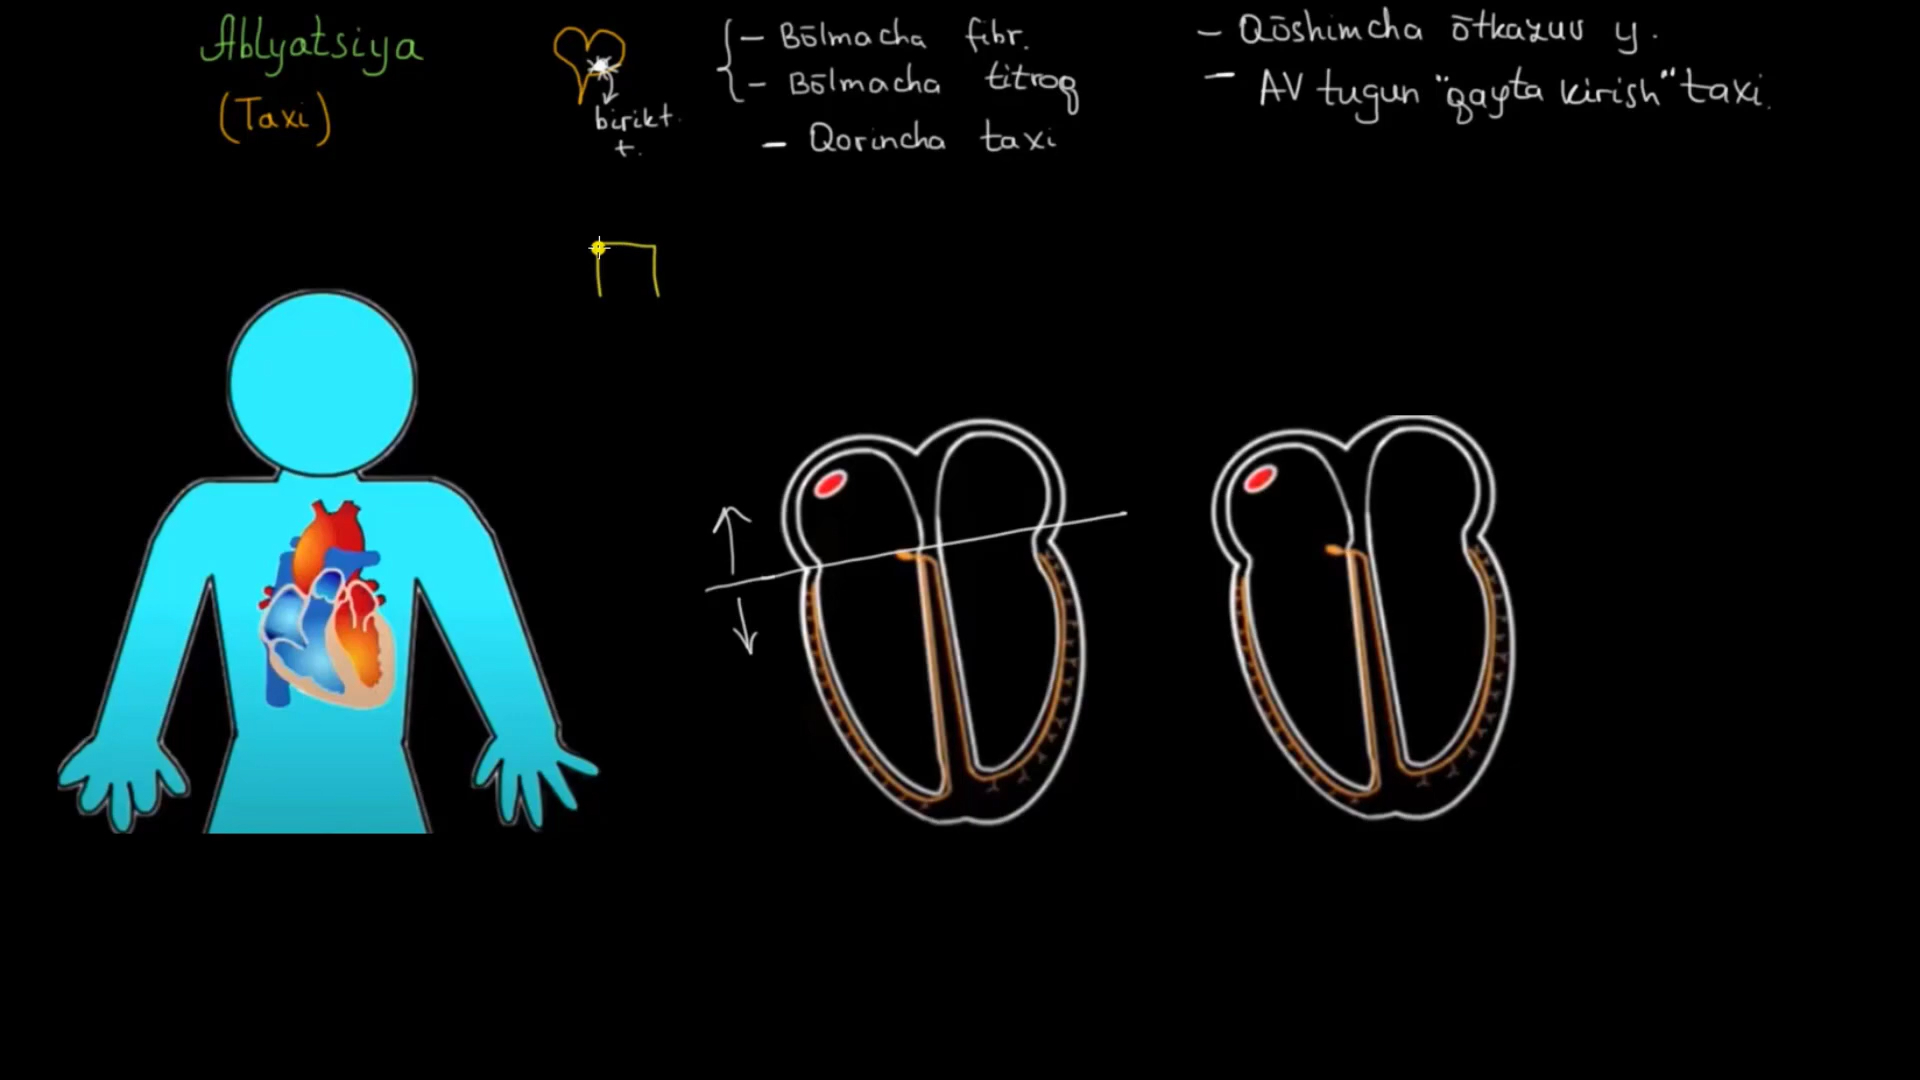 Ablyatsiya
(Taxi)
birikt.
t.
- Bōlmacha fibr.
- Bōlmacha titroq
- Qorincha taxi
- Qōshimcha ōtkazuv y.
- AV tugun "qayta kirish" taxi.